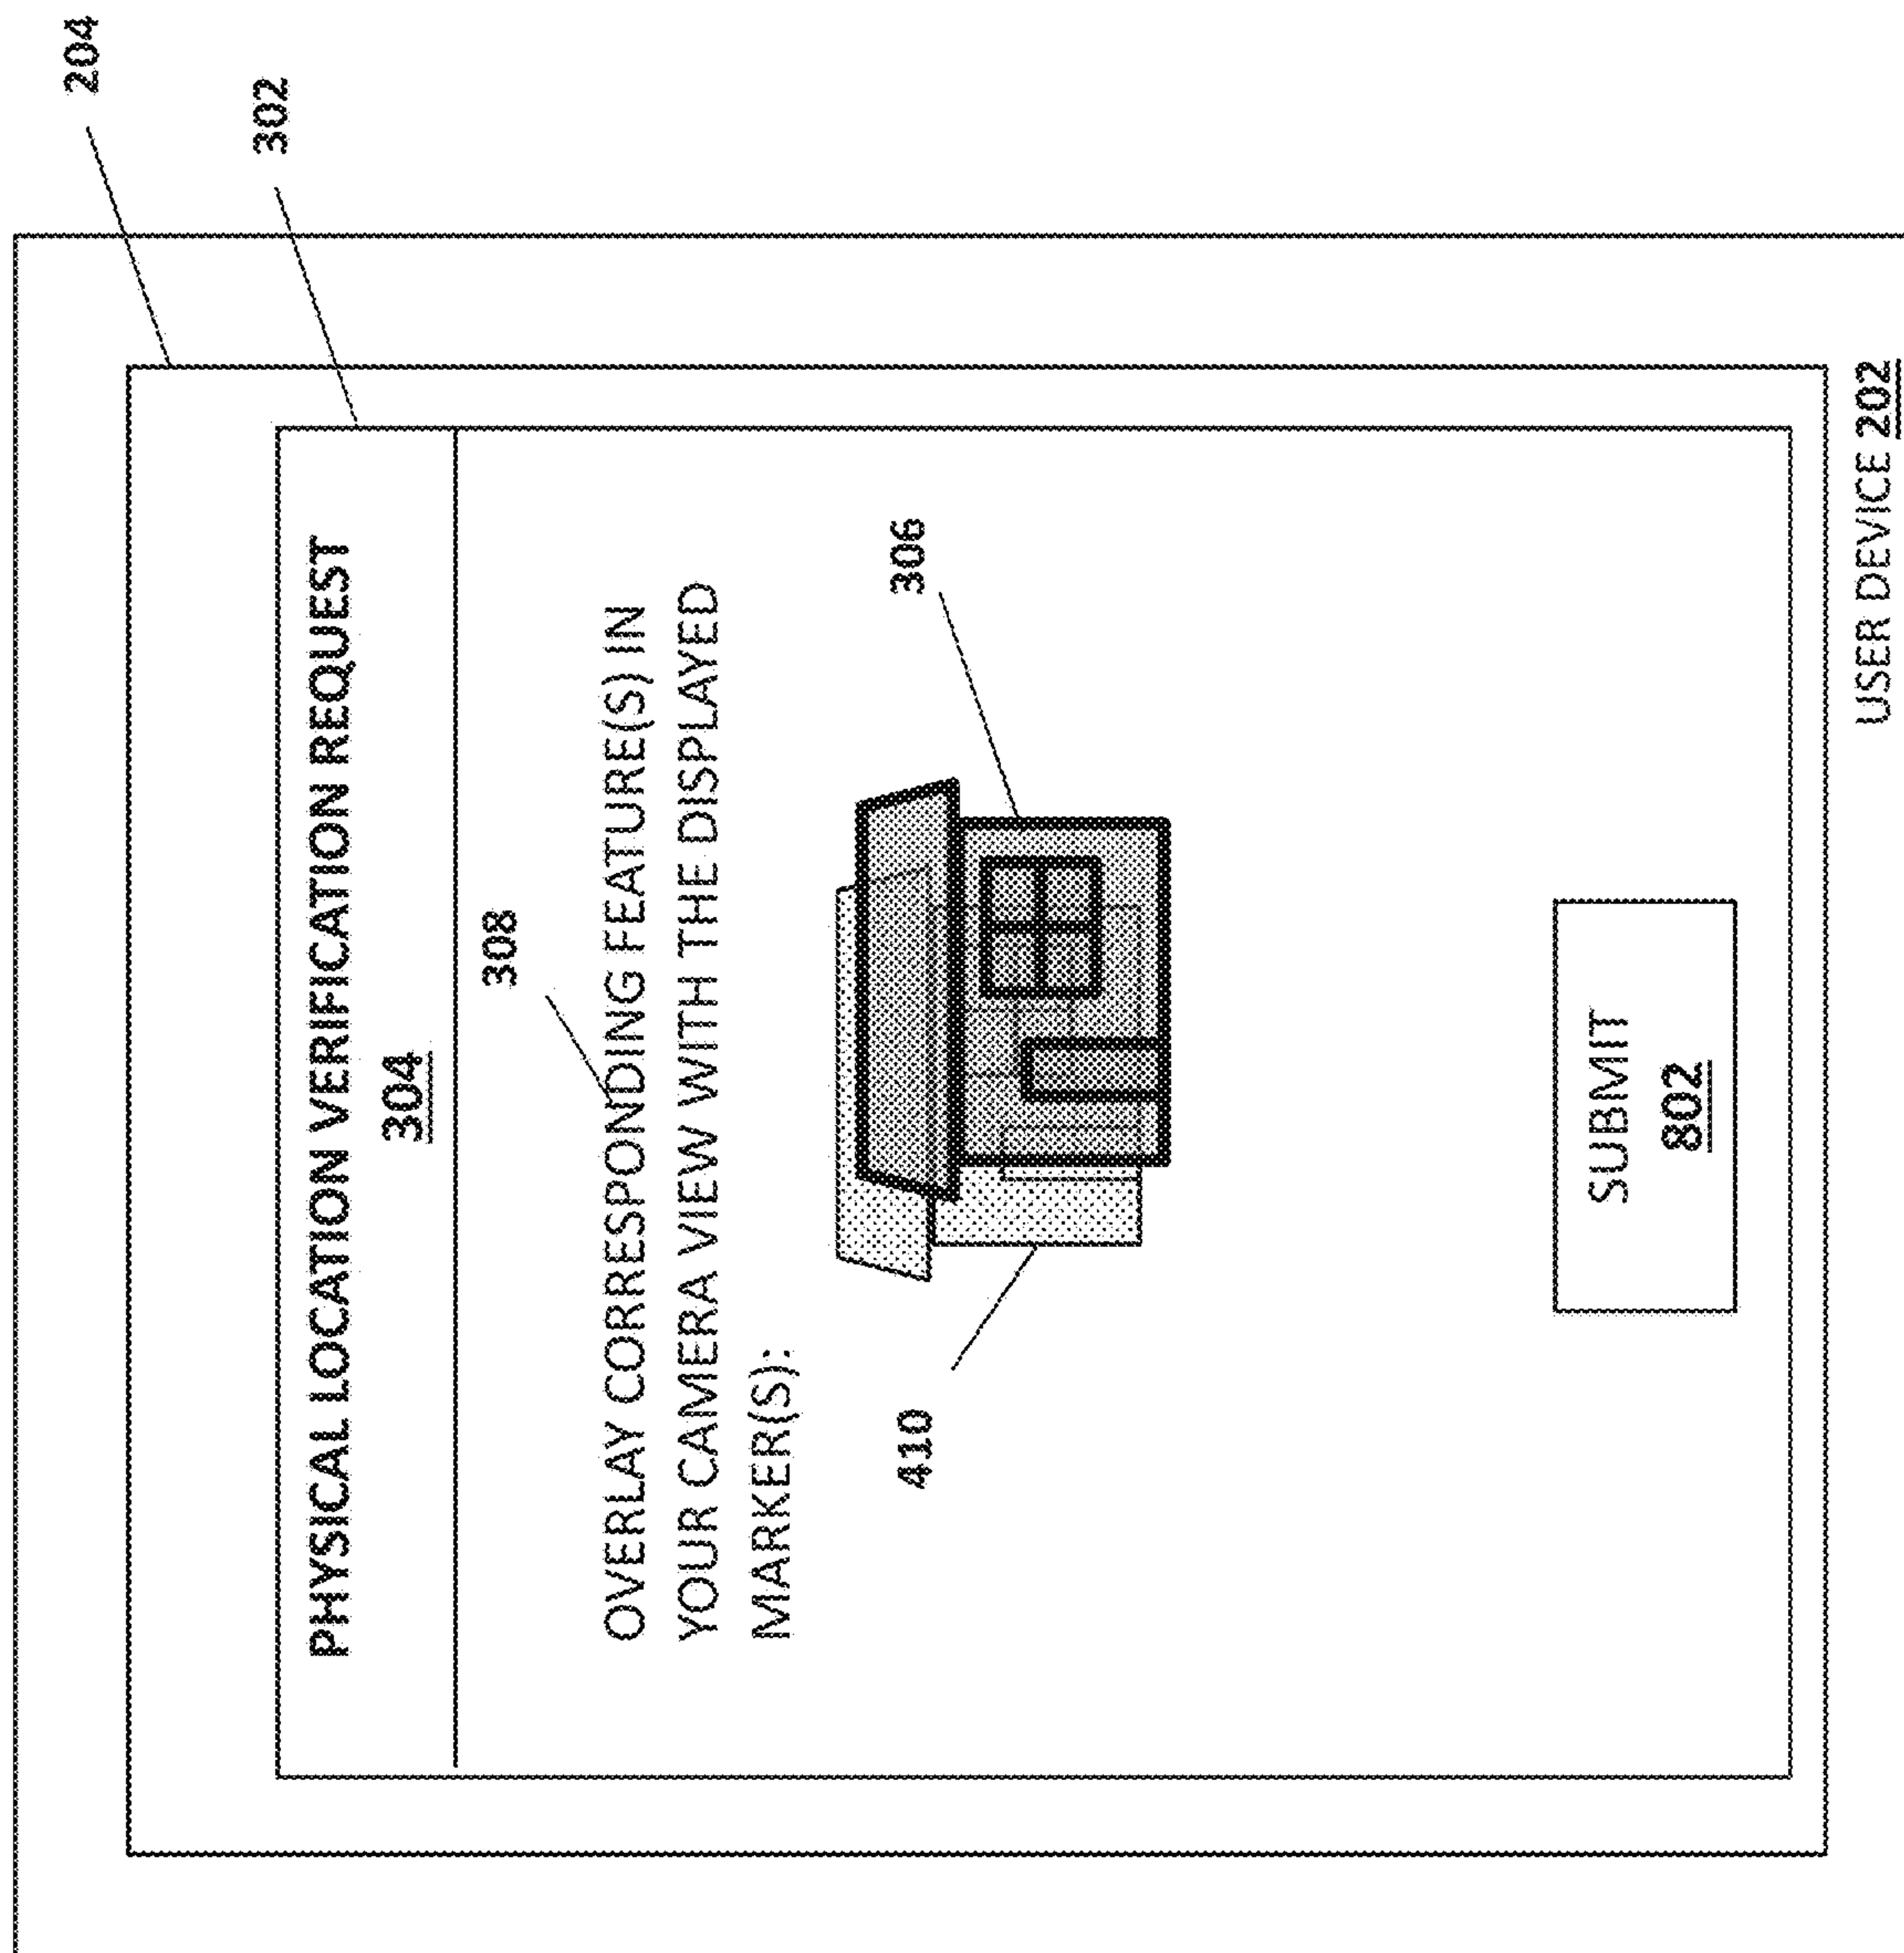 204
302
PHYSICAL LOCATION VERIFICATION REQUEST
304
308
OVERLAY CORRESPONDING FEATURE(S) IN
YOUR CAMERA VIEW WITH THE DISPLAYED
MARKER(S):
306
410
SUBMIT
802
USER DEVICE 202